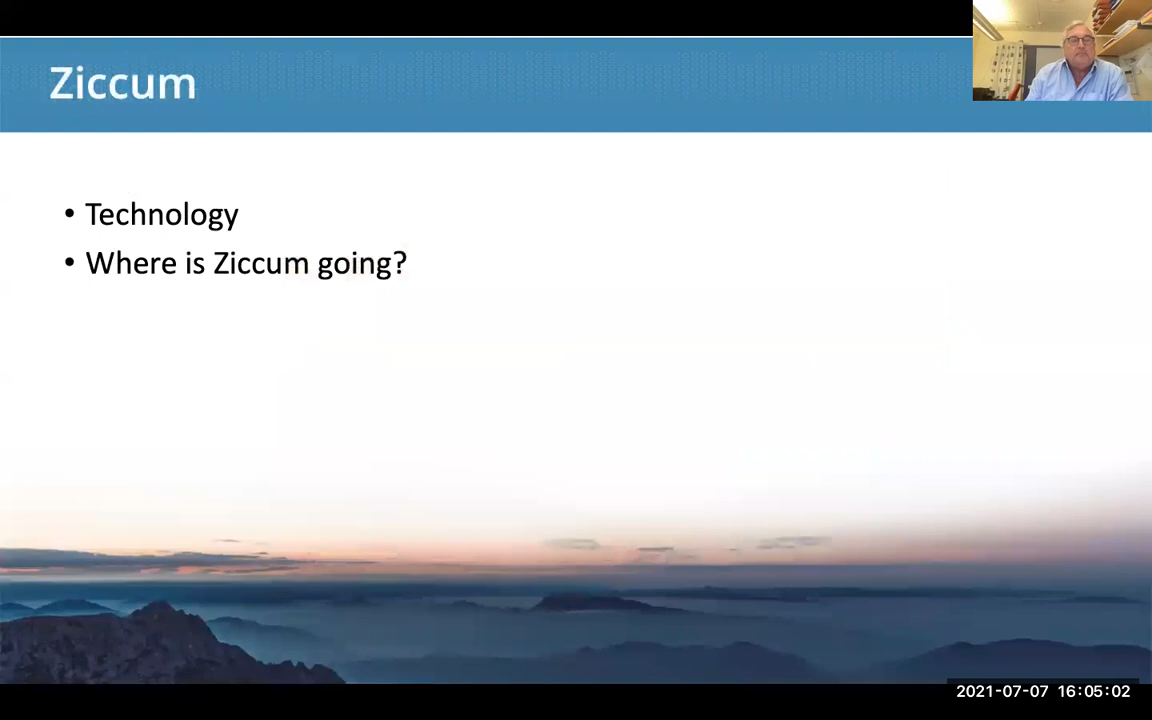 Ziccum
• Technology
• Where is Ziccum going?
2021-07-07 16:05:02